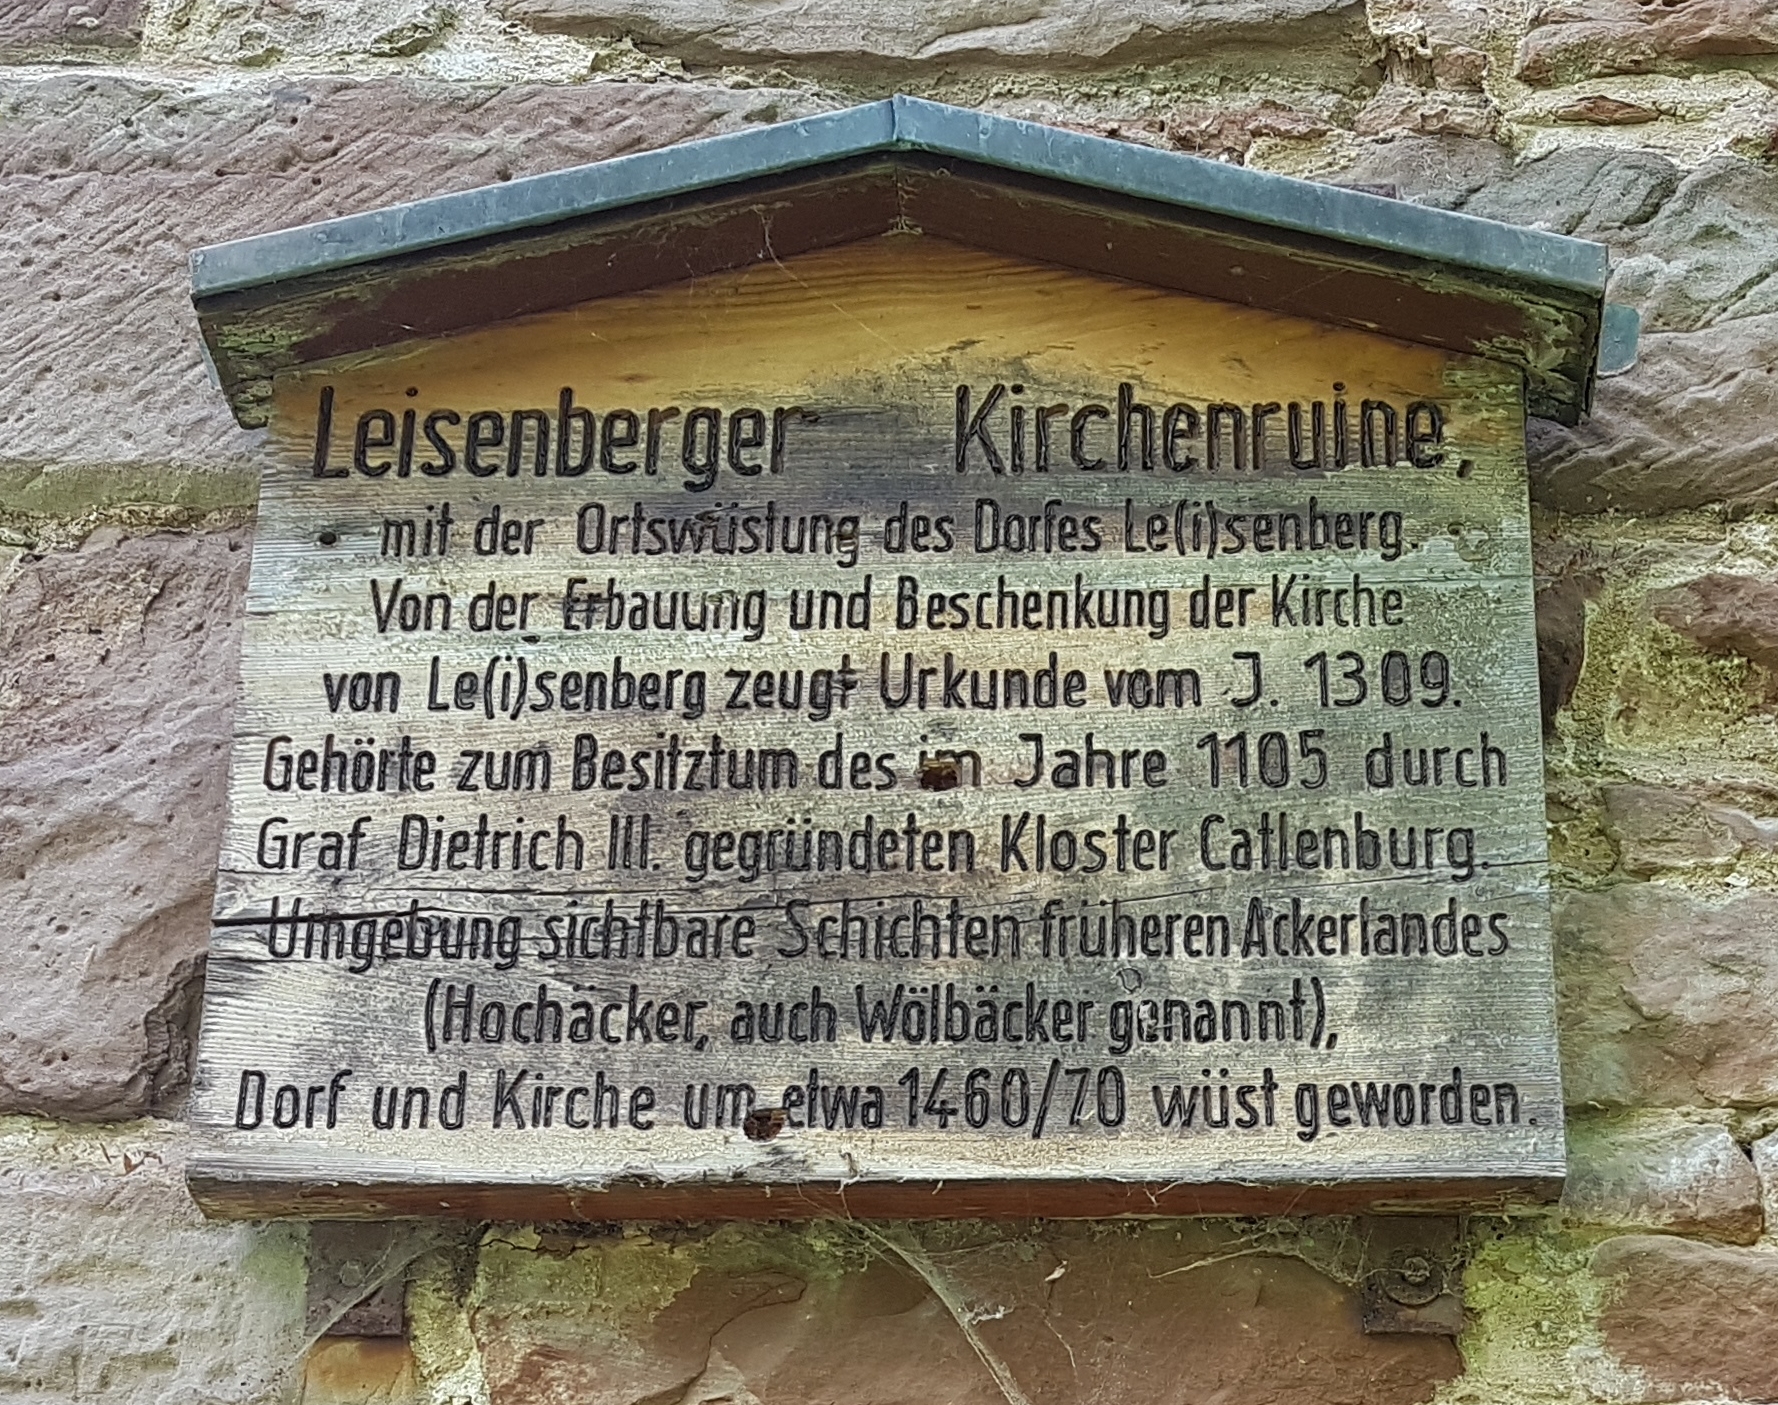 Leisenberger Kirchenruine,
mit der Ortswüstung des Dorfes Le(i)senberg.
Von der Erbauung und Beschenkung der Kirche
von Le(i)senberg zeugt Urkunde vom J. 1309.
Gehörte zum Besitztum des im Jahre 1105 durch
Graf Dietrich III. gegründeten Kloster Catlenburg.
Umgebung sichtbare Schichten früheren Ackerlandes
(Hochäcker, auch Wölbäcker genannt),
Dorf und Kirche um etwa 1460/70 wüst geworden.